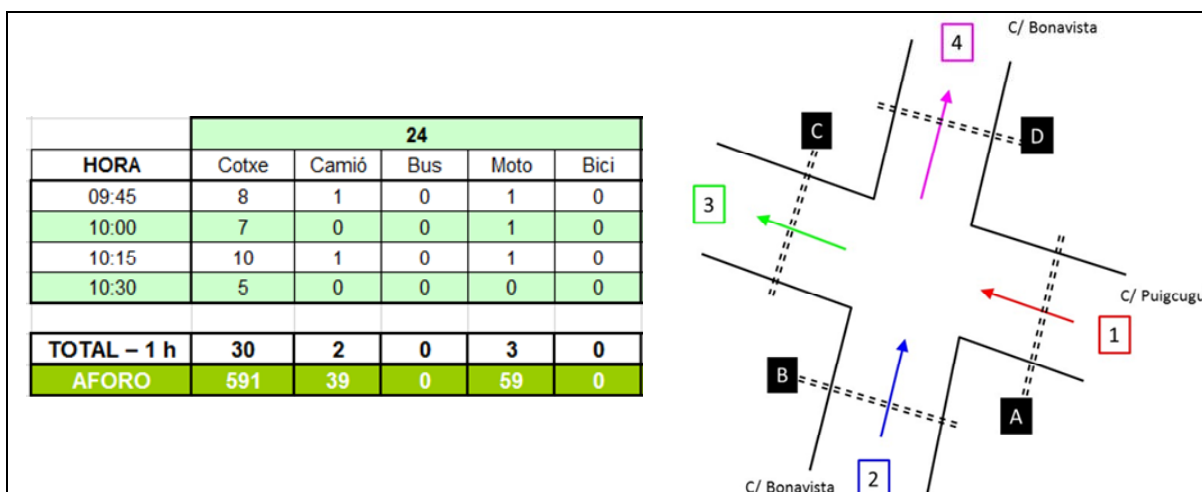 24
HORA Cotxe Camió Bus Moto Bici
09:45 8 1 0 1 0
10:00 7 0 0 1 0
10:15 10 1 0 1 0
10:30 5 0 0 0 0
TOTAL – 1 h 30 2 0 3 0
AFORO 591 39 0 59 0
C/ Bonavista
4
C
D
3
C/ Puigcugu
1
B
A
2
C/ Bonavista